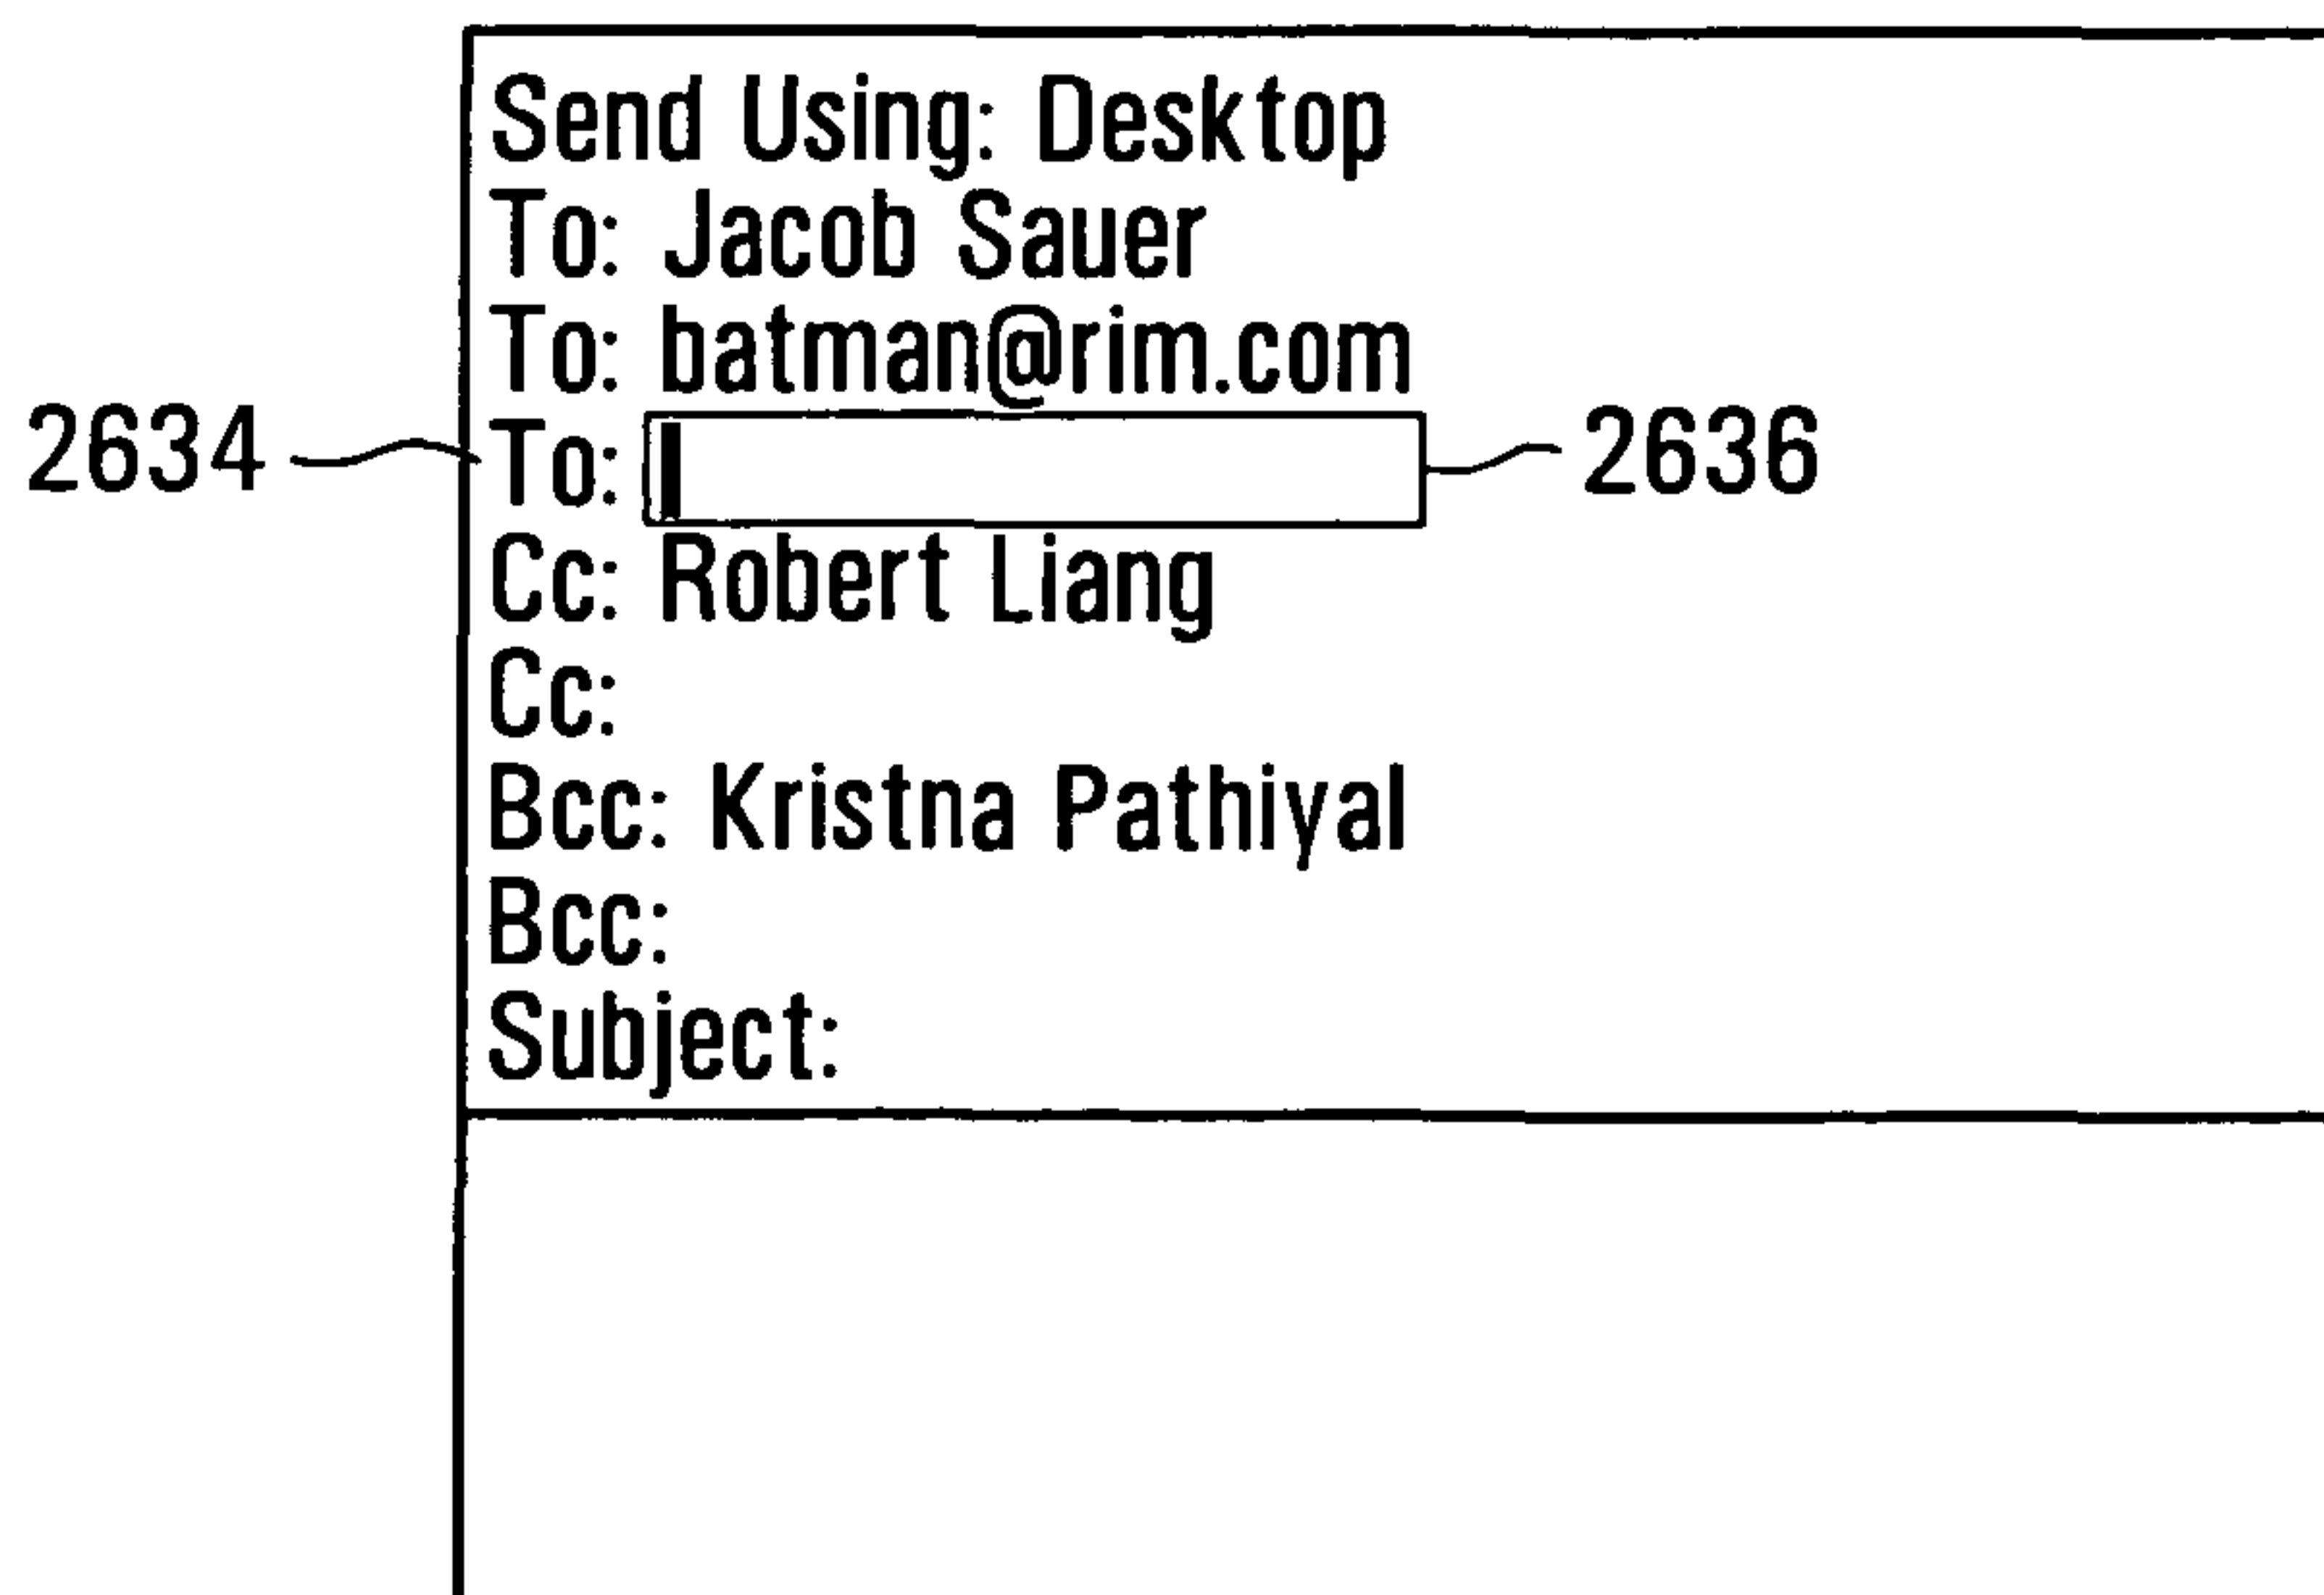 Send Using: Desktop
To: Jacob Sauer
To: batman@rim.com
2634 To: 2636
Cc: Robert Liang
Cc:
Bcc: Kristna Pathiyal
Bcc:
Subject: